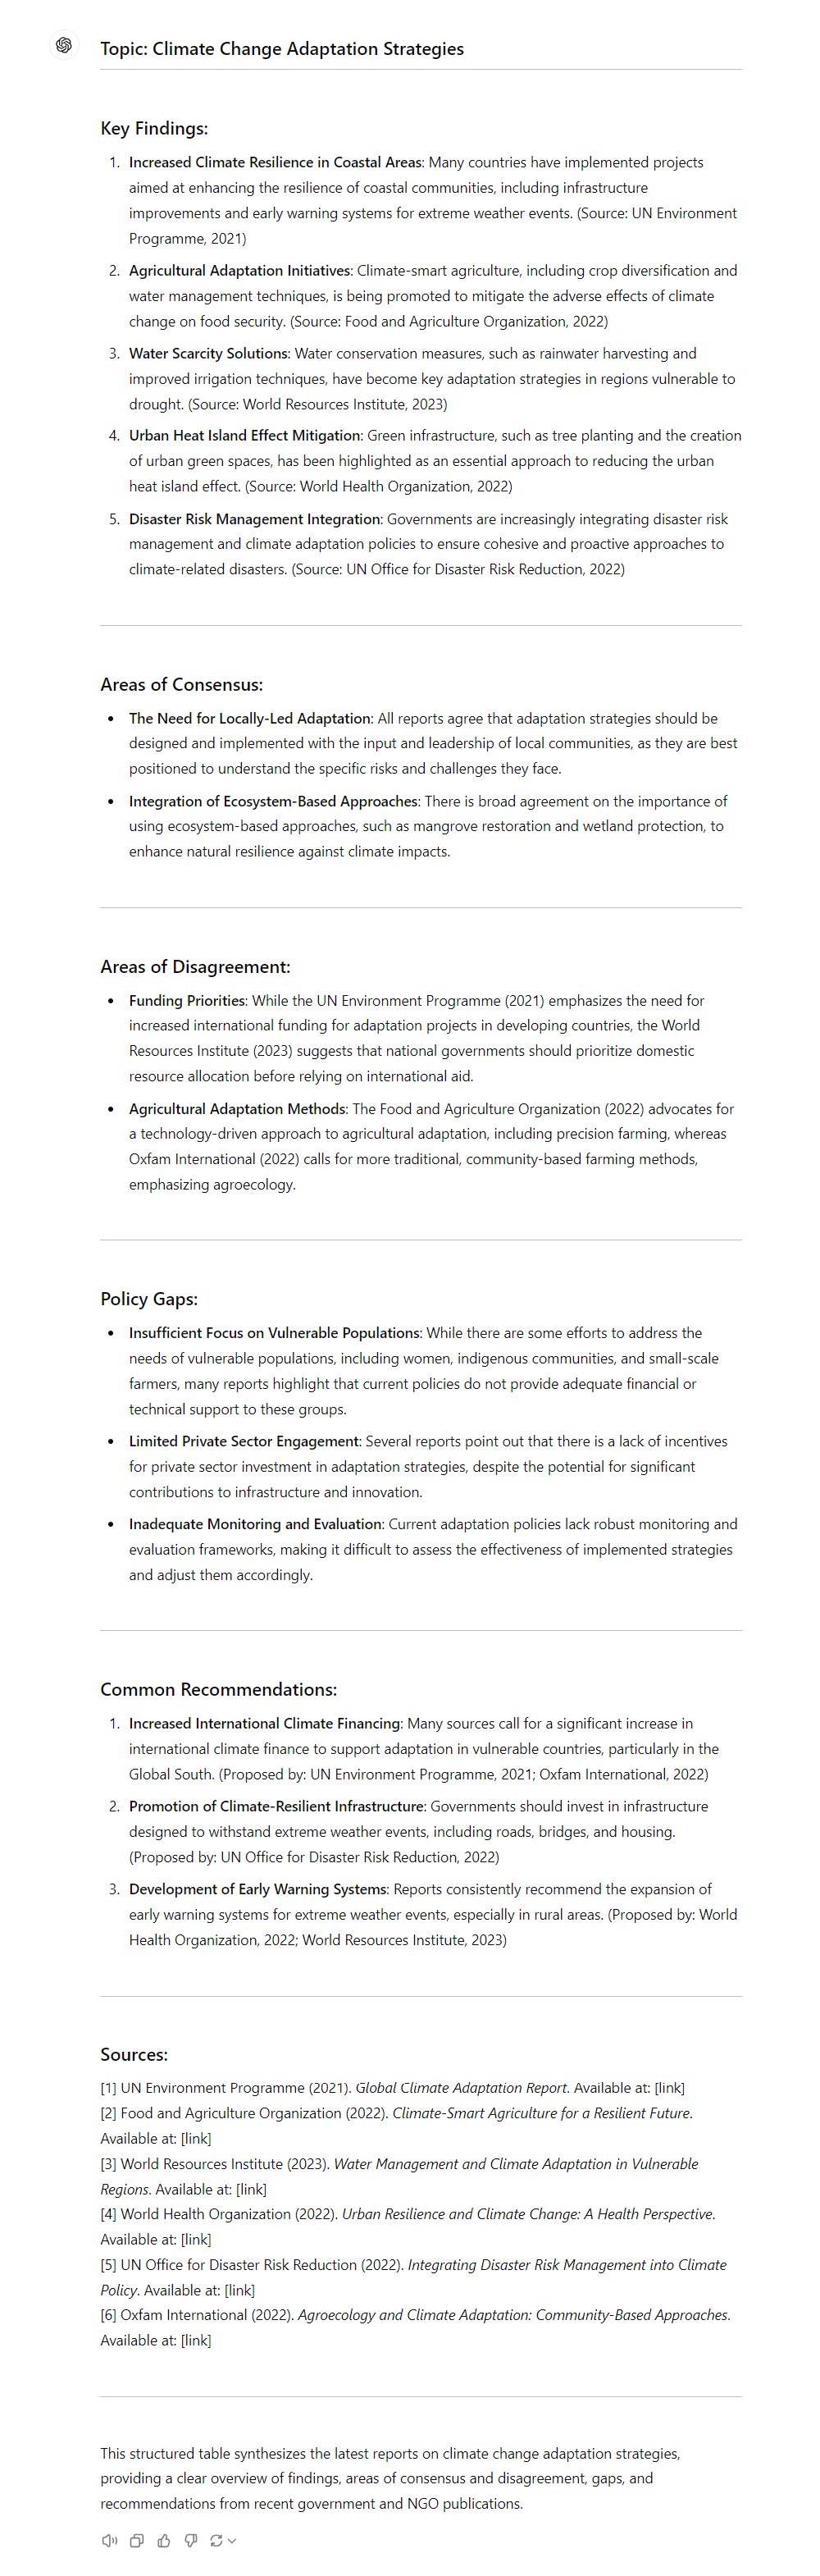 Topic: Climate Change Adaptation Strategies
Key Findings:
1. Increased Climate Resilience in Coastal Areas: Many countries have implemented projects
aimed at enhancing the resilience of coastal communities, including infrastructure
improvements and early warning systems for extreme weather events. (Source: UN Environment
Programme, 2021)
2. Agricultural Adaptation Initiatives: Climate-smart agriculture, including crop diversification and
water management techniques, is being promoted to mitigate the adverse effects of climate
change on food security. (Source: Food and Agriculture Organization, 2022)
3. Water Scarcity Solutions: Water conservation measures, such as rainwater harvesting and
improved irrigation techniques, have become key adaptation strategies in regions vulnerable to
drought. (Source: World Resources Institute, 2023)
4. Urban Heat Island Effect Mitigation: Green infrastructure, such as tree planting and the creation
of urban green spaces, has been highlighted as an essential approach to reducing the urban
heat island effect. (Source: World Health Organization, 2022)
5. Disaster Risk Management Integration: Governments are increasingly integrating disaster risk
management and climate adaptation policies to ensure cohesive and proactive approaches to
climate-related disasters. (Source: UN Office for Disaster Risk Reduction, 2022)
Areas of Consensus:
• The Need for Locally-Led Adaptation: All reports agree that adaptation strategies should be
designed and implemented with the input and leadership of local communities, as they are best
positioned to understand the specific risks and challenges they face.
• Integration of Ecosystem-Based Approaches: There is broad agreement on the importance of
using ecosystem-based approaches, such as mangrove restoration and wetland protection, to
enhance natural resilience against climate impacts.
Areas of Disagreement:
• Funding Priorities: While the UN Environment Programme (2021) emphasizes the need for
increased international funding for adaptation projects in developing countries, the World
Resources Institute (2023) suggests that national governments should prioritize domestic
resource allocation before relying on international aid.
• Agricultural Adaptation Methods: The Food and Agriculture Organization (2022) advocates for
a technology-driven approach to agricultural adaptation, including precision farming, whereas
Oxfam International (2022) calls for more traditional, community-based farming methods,
emphasizing agroecology.
Policy Gaps:
• Insufficient Focus on Vulnerable Populations: While there are some efforts to address the
needs of vulnerable populations, including women, indigenous communities, and small-scale
farmers, many reports highlight that current policies do not provide adequate financial or
technical support to these groups.
• Limited Private Sector Engagement: Several reports point out that there is a lack of incentives
for private sector investment in adaptation strategies, despite the potential for significant
contributions to infrastructure and innovation.
• Inadequate Monitoring and Evaluation: Current adaptation policies lack robust monitoring and
evaluation frameworks, making it difficult to assess the effectiveness of implemented strategies
and adjust them accordingly.
Common Recommendations:
1. Increased International Climate Financing: Many sources call for a significant increase in
international climate finance to support adaptation in vulnerable countries, particularly in the
Global South. (Proposed by: UN Environment Programme, 2021; Oxfam International, 2022)
2. Promotion of Climate-Resilient Infrastructure: Governments should invest in infrastructure
designed to withstand extreme weather events, including roads, bridges, and housing.
(Proposed by: UN Office for Disaster Risk Reduction, 2022)
3. Development of Early Warning Systems: Reports consistently recommend the expansion of
early warning systems for extreme weather events, especially in rural areas. (Proposed by: World
Health Organization, 2022; World Resources Institute, 2023)
Sources:
[1] UN Environment Programme (2021). Global Climate Adaptation Report. Available at: [link]
[2] Food and Agriculture Organization (2022). Climate-Smart Agriculture for a Resilient Future.
Available at: [link]
[3] World Resources Institute (2023). Water Management and Climate Adaptation in Vulnerable
Regions. Available at: [link]
[4] World Health Organization (2022). Urban Resilience and Climate Change: A Health Perspective.
Available at: [link]
[5] UN Office for Disaster Risk Reduction (2022). Integrating Disaster Risk Management into Climate
Policy. Available at: [link]
[6] Oxfam International (2022). Agroecology and Climate Adaptation: Community-Based Approaches.
Available at: [link]
This structured table synthesizes the latest reports on climate change adaptation strategies,
providing a clear overview of findings, areas of consensus and disagreement, gaps, and
recommendations from recent government and NGO publications.